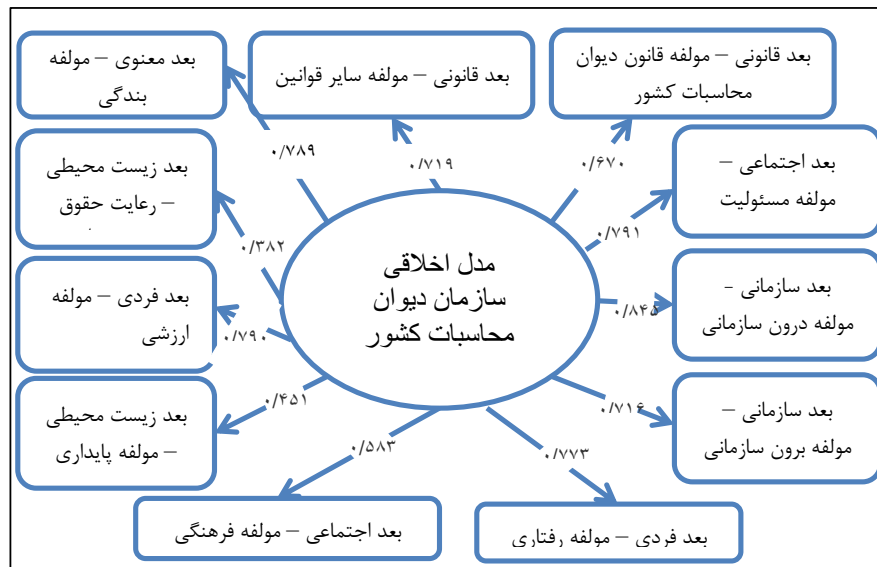 بعد قانونی – مولفه قانون دیوان
محاسبات کشور
بعد قانونی – مولفه سایر قوانین
بعد معنوی – مولفه
بندگی
۰/۷۸۹
۰/۷۱۹
۰/۶۷۰
بعد اجتماعی –
مولفه مسئولیت
۰/۷۹۱
بعد زیست محیطی
– رعایت حقوق
۰/۳۸۲
مدل اخلاقی
سازمان دیوان
محاسبات کشور
بعد سازمانی -
مولفه درون سازمانی
۰/۸۴۵
بعد فردی – مولفه
ارزشی
۰/۷۹۰
بعد سازمانی –
مولفه برون سازمانی
۰/۷۱۶
بعد زیست محیطی
– مولفه پایداری
۰/۴۵۱
۰/۵۸۳
۰/۷۷۳
بعد فردی – مولفه رفتاری
بعد اجتماعی – مولفه فرهنگی